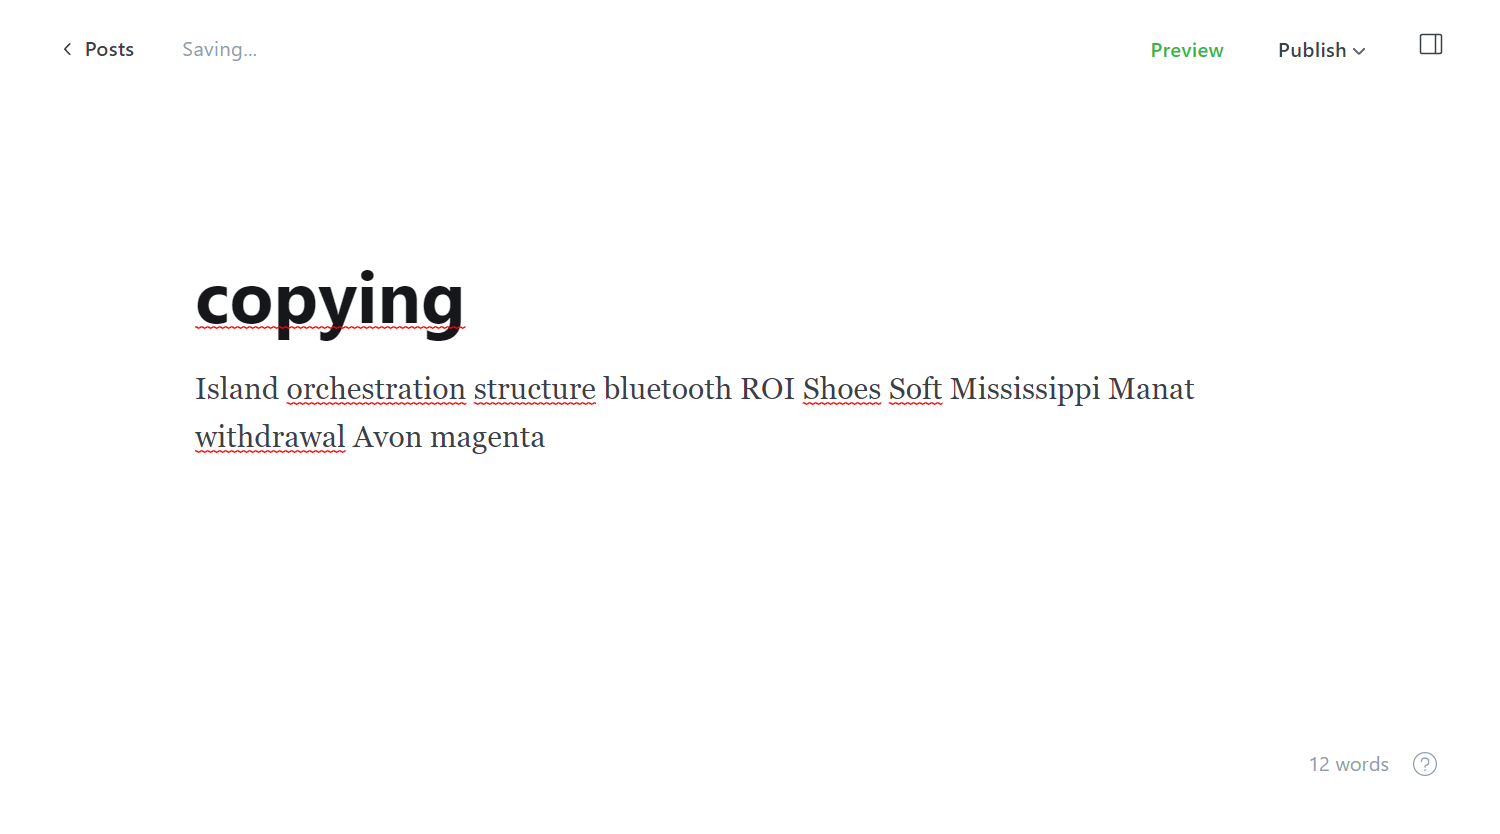 Posts
Saving...
Preview
Publish
copying
Island orchestration structure bluetooth ROI Shoes Soft Mississippi Manat
withdrawal Avon magenta
12 words
?